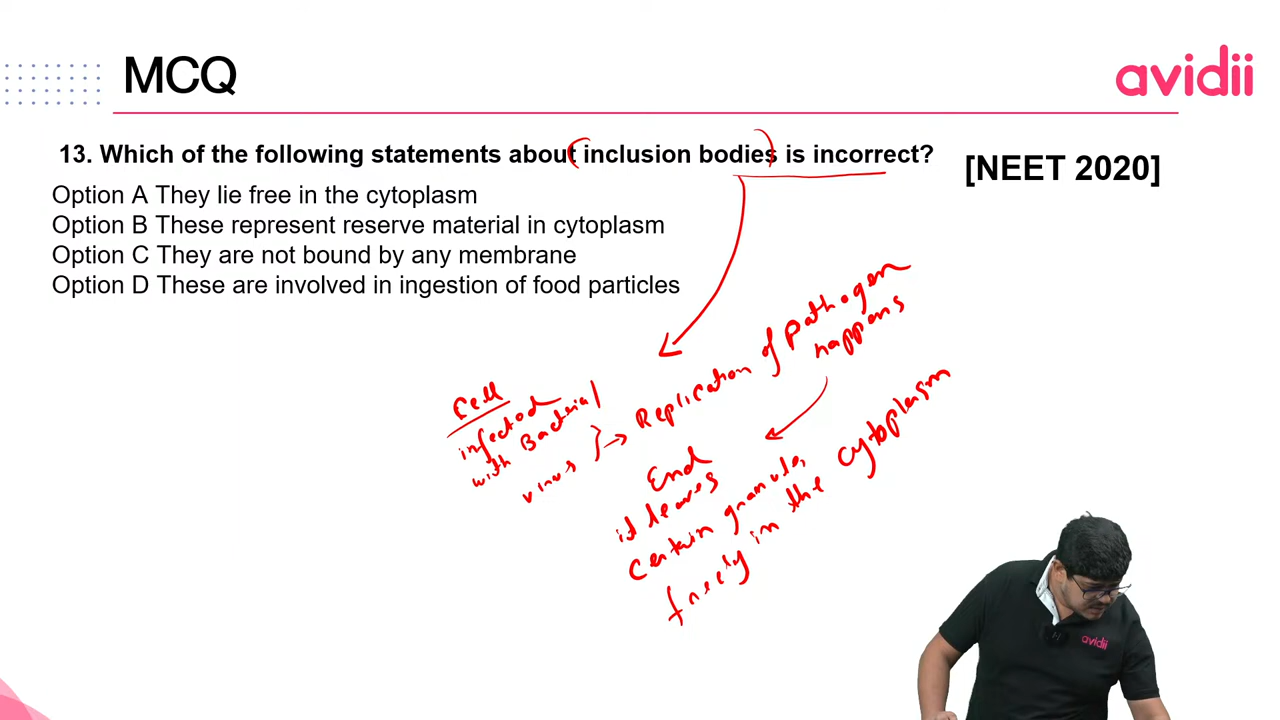 MCQ
avidii
13. Which of the following statements about inclusion bodies is incorrect?
[NEET 2020]
Option A They lie free in the cytoplasm
Option B These represent reserve material in cytoplasm
Option C They are not bound by any membrane
Option D These are involved in ingestion of food particles
Cell
infected
with Bacterial
virus
Replication of pathogen
happens
End
it leaves
certain granules
freely in the cytoplasm
avidii